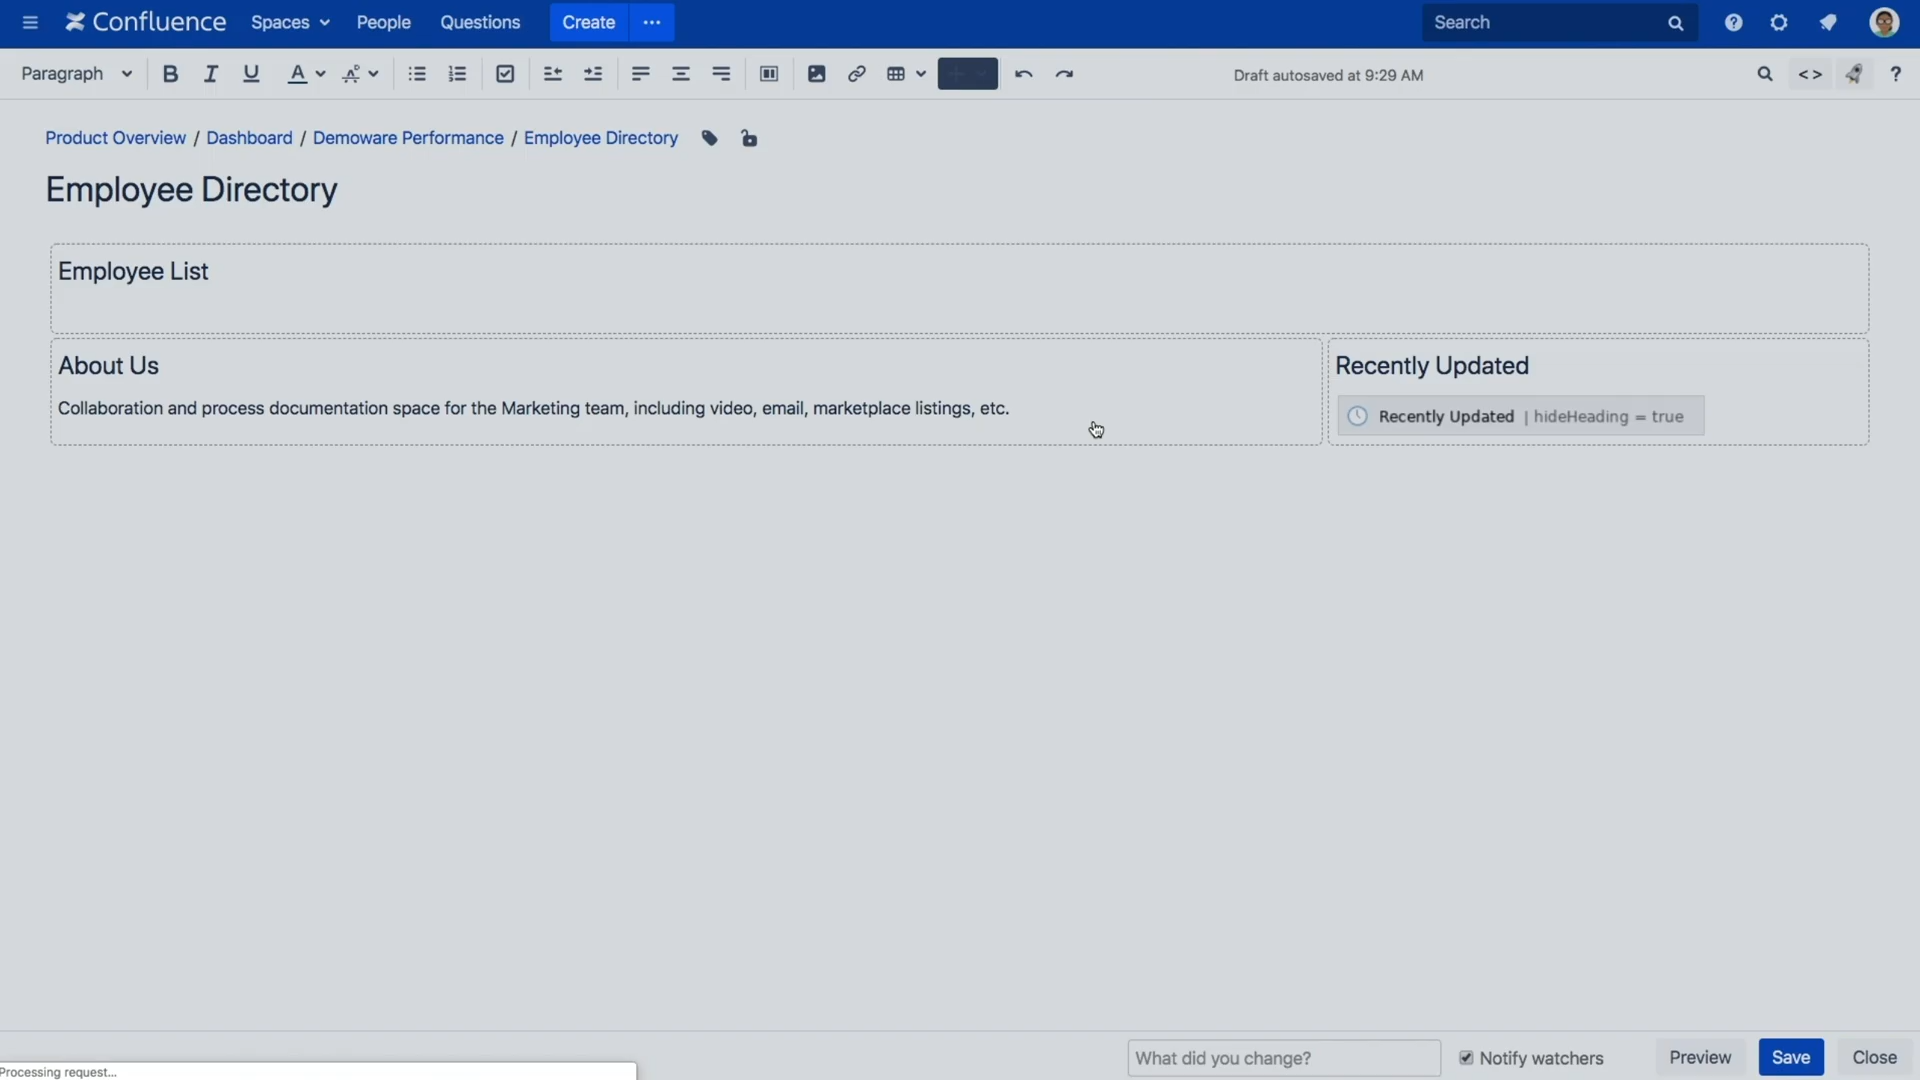 Confluence Spaces People Questions Create ··· Search
Paragraph B I U A Draft autosaved at 9:29 AM <> ?
Product Overview / Dashboard / Demoware Performance / Employee Directory
Employee Directory
Employee List
About Us
Collaboration and process documentation space for the Marketing team, including video, email, marketplace listings, etc.
Recently Updated
Recently Updated | hideHeading = true
What did you change? Notify watchers Preview Save Close
Processing request...